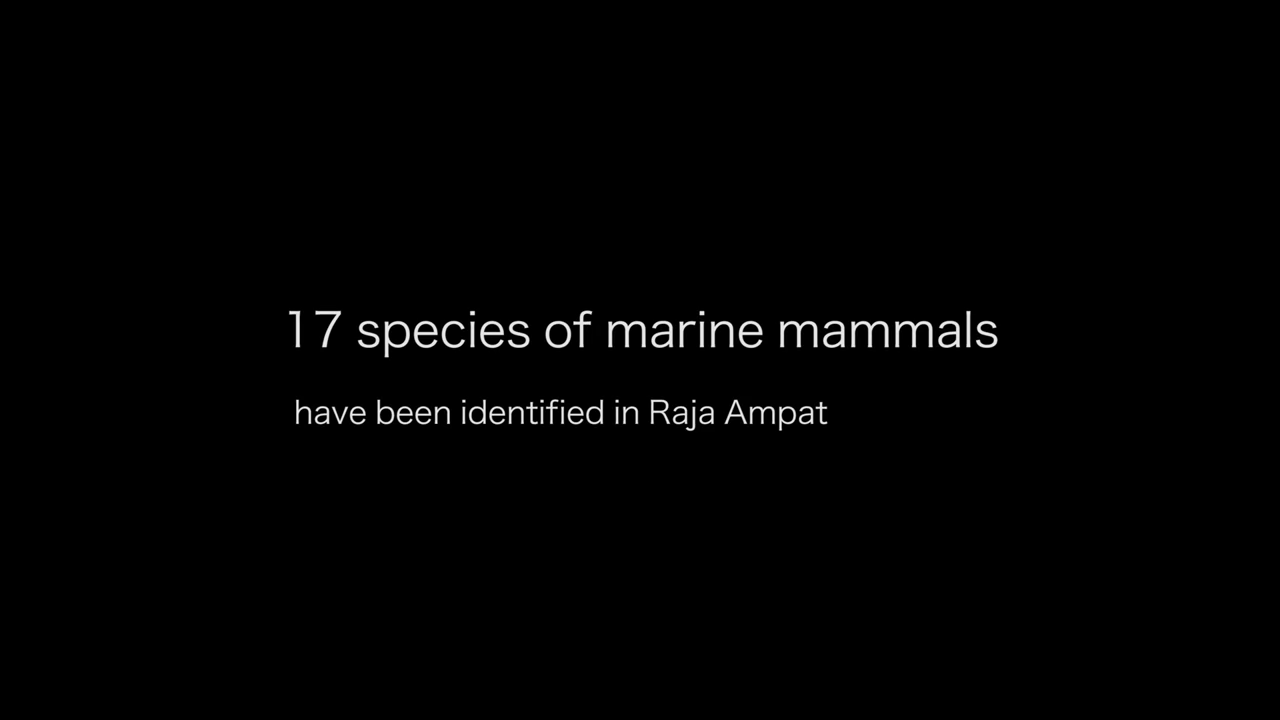 17 species of marine mammals
have been identified in Raja Ampat